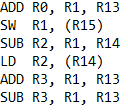 ADD R0, R1, R13
SW  R1, (R15)
SUB R2, R1, R14
LD  R2, (R14)
ADD R3, R1, R13
SUB R3, R1, R13